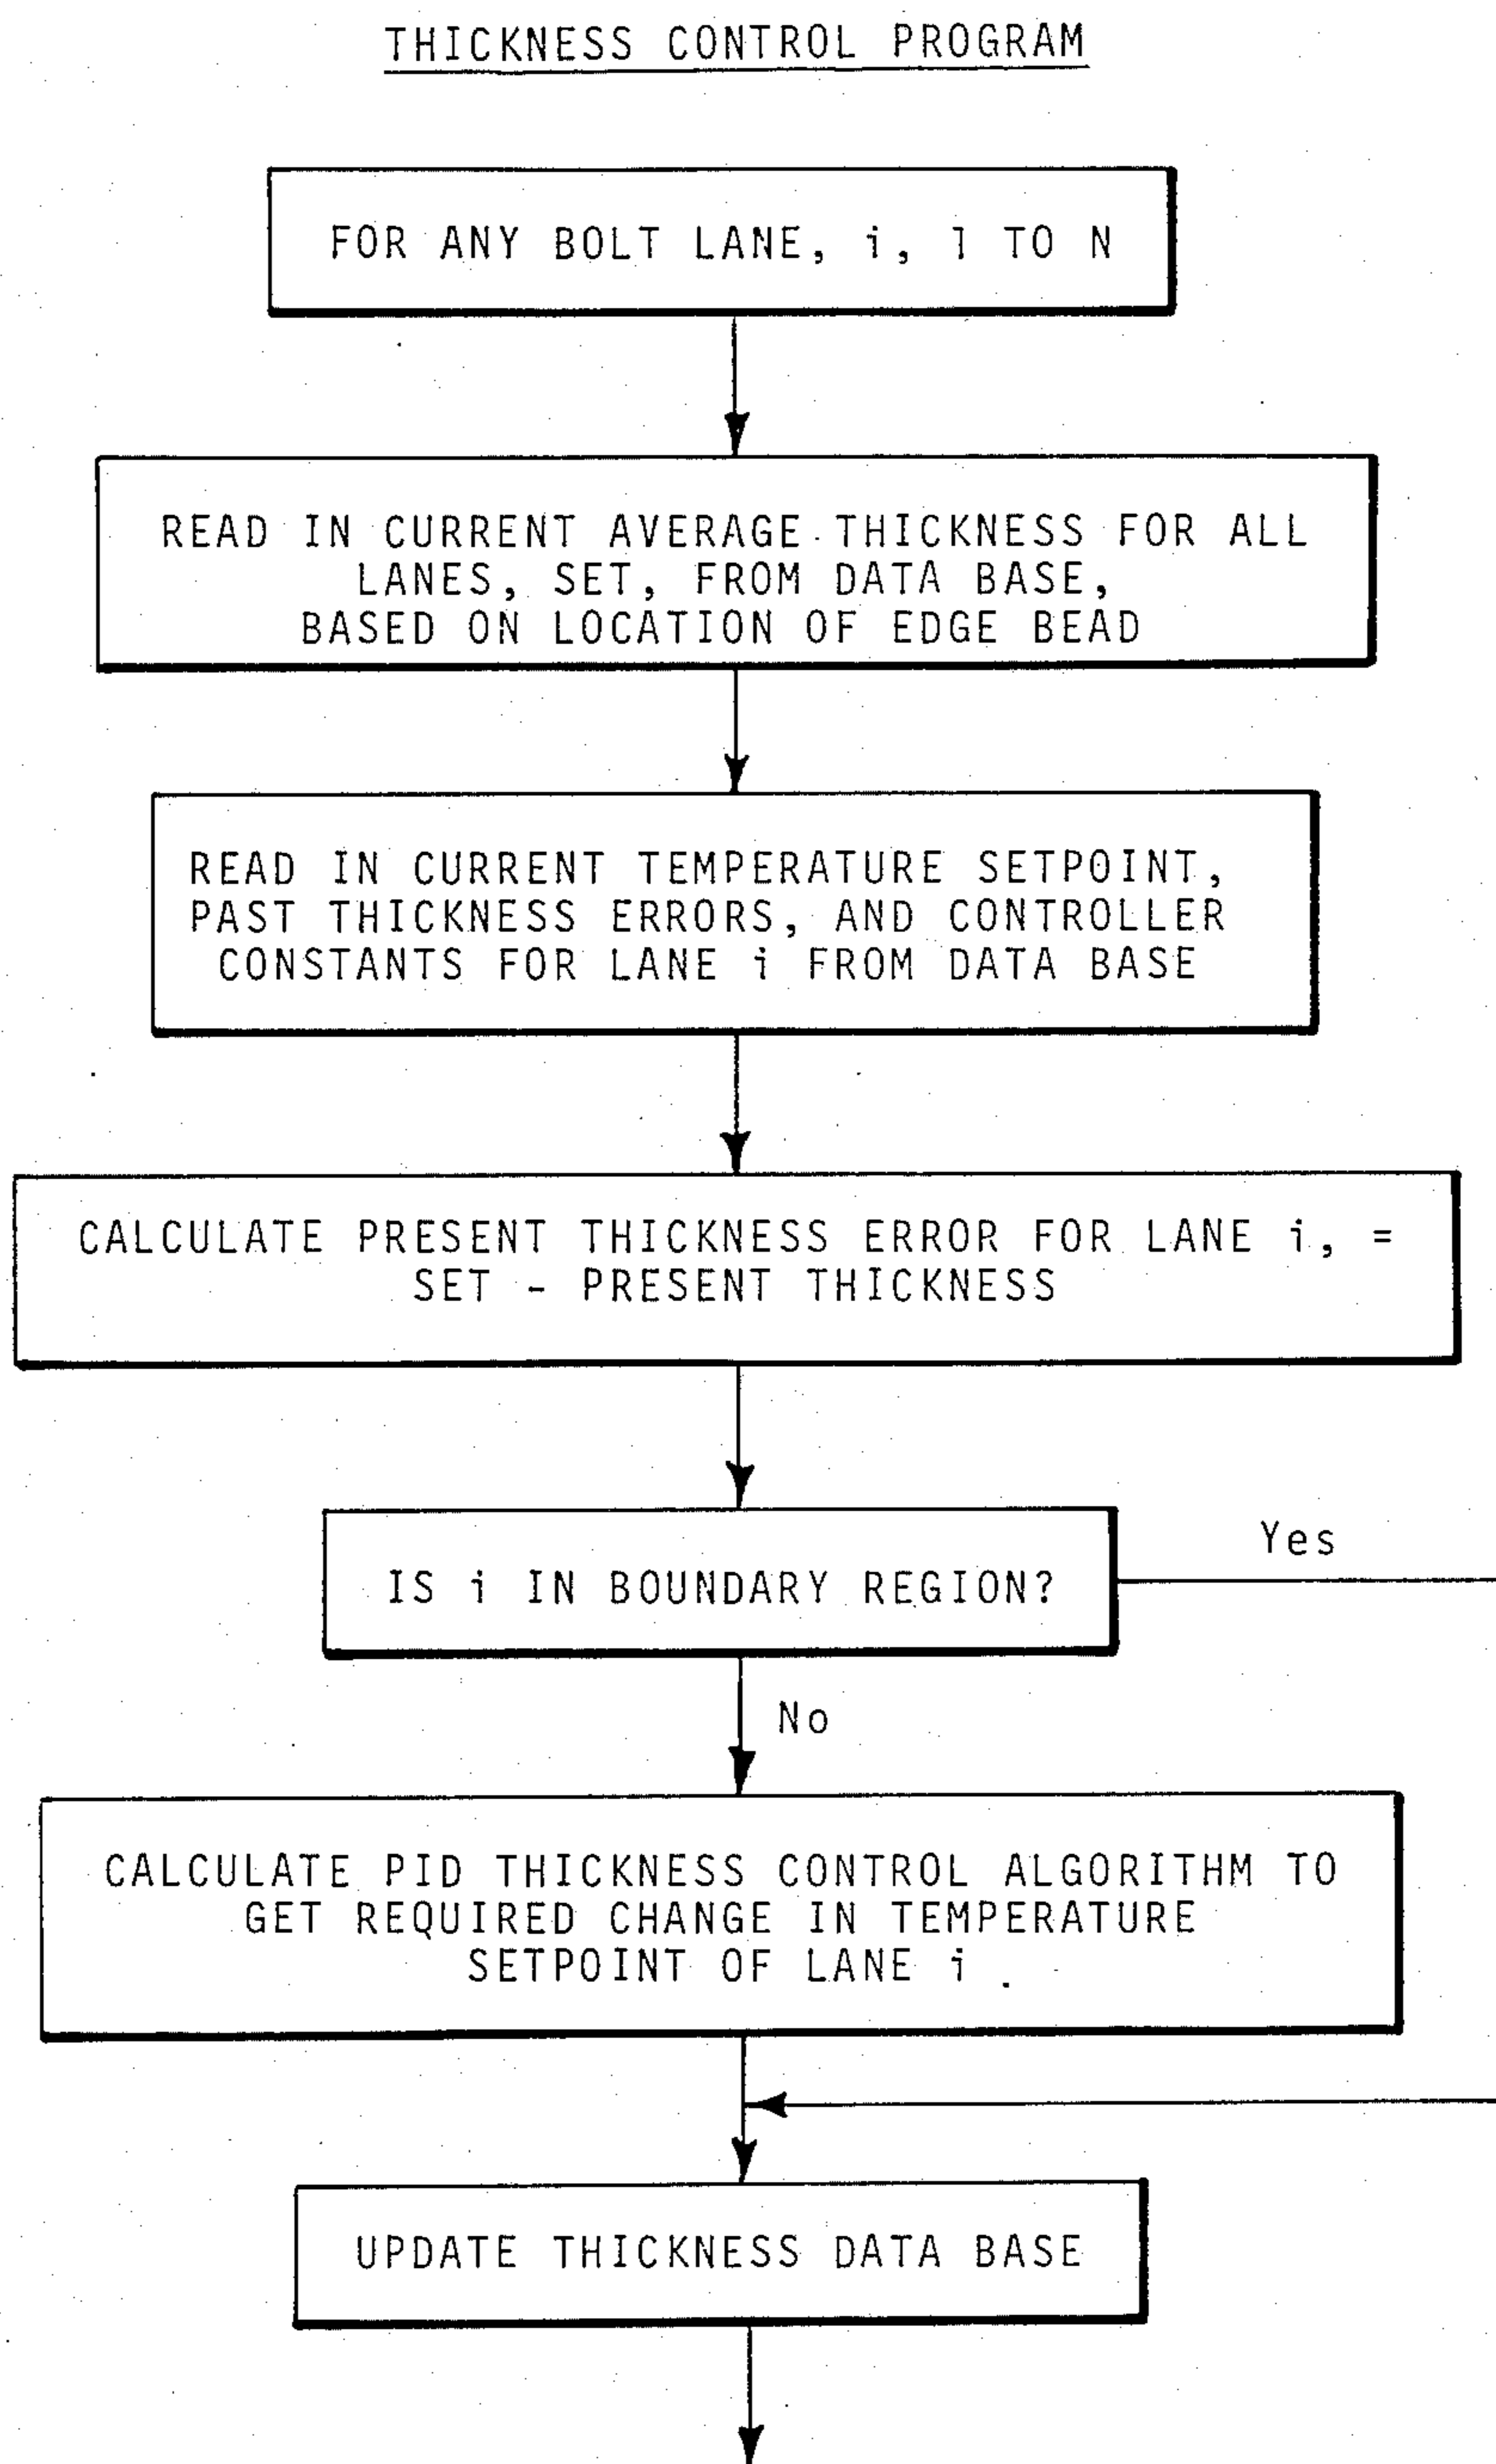 THICKNESS CONTROL PROGRAM
FOR ANY BOLT LANE, i, 1 TO N
READ IN CURRENT AVERAGE THICKNESS FOR ALL
LANES, SET, FROM DATA BASE,
BASED ON LOCATION OF EDGE BEAD
READ IN CURRENT TEMPERATURE SETPOINT,
PAST THICKNESS ERRORS, AND CONTROLLER
CONSTANTS FOR LANE i FROM DATA BASE
CALCULATE PRESENT THICKNESS ERROR FOR LANE i, =
SET - PRESENT THICKNESS
IS i IN BOUNDARY REGION?
Yes
No
CALCULATE PID THICKNESS CONTROL ALGORITHM TO
GET REQUIRED CHANGE IN TEMPERATURE
SETPOINT OF LANE i .
UPDATE THICKNESS DATA BASE